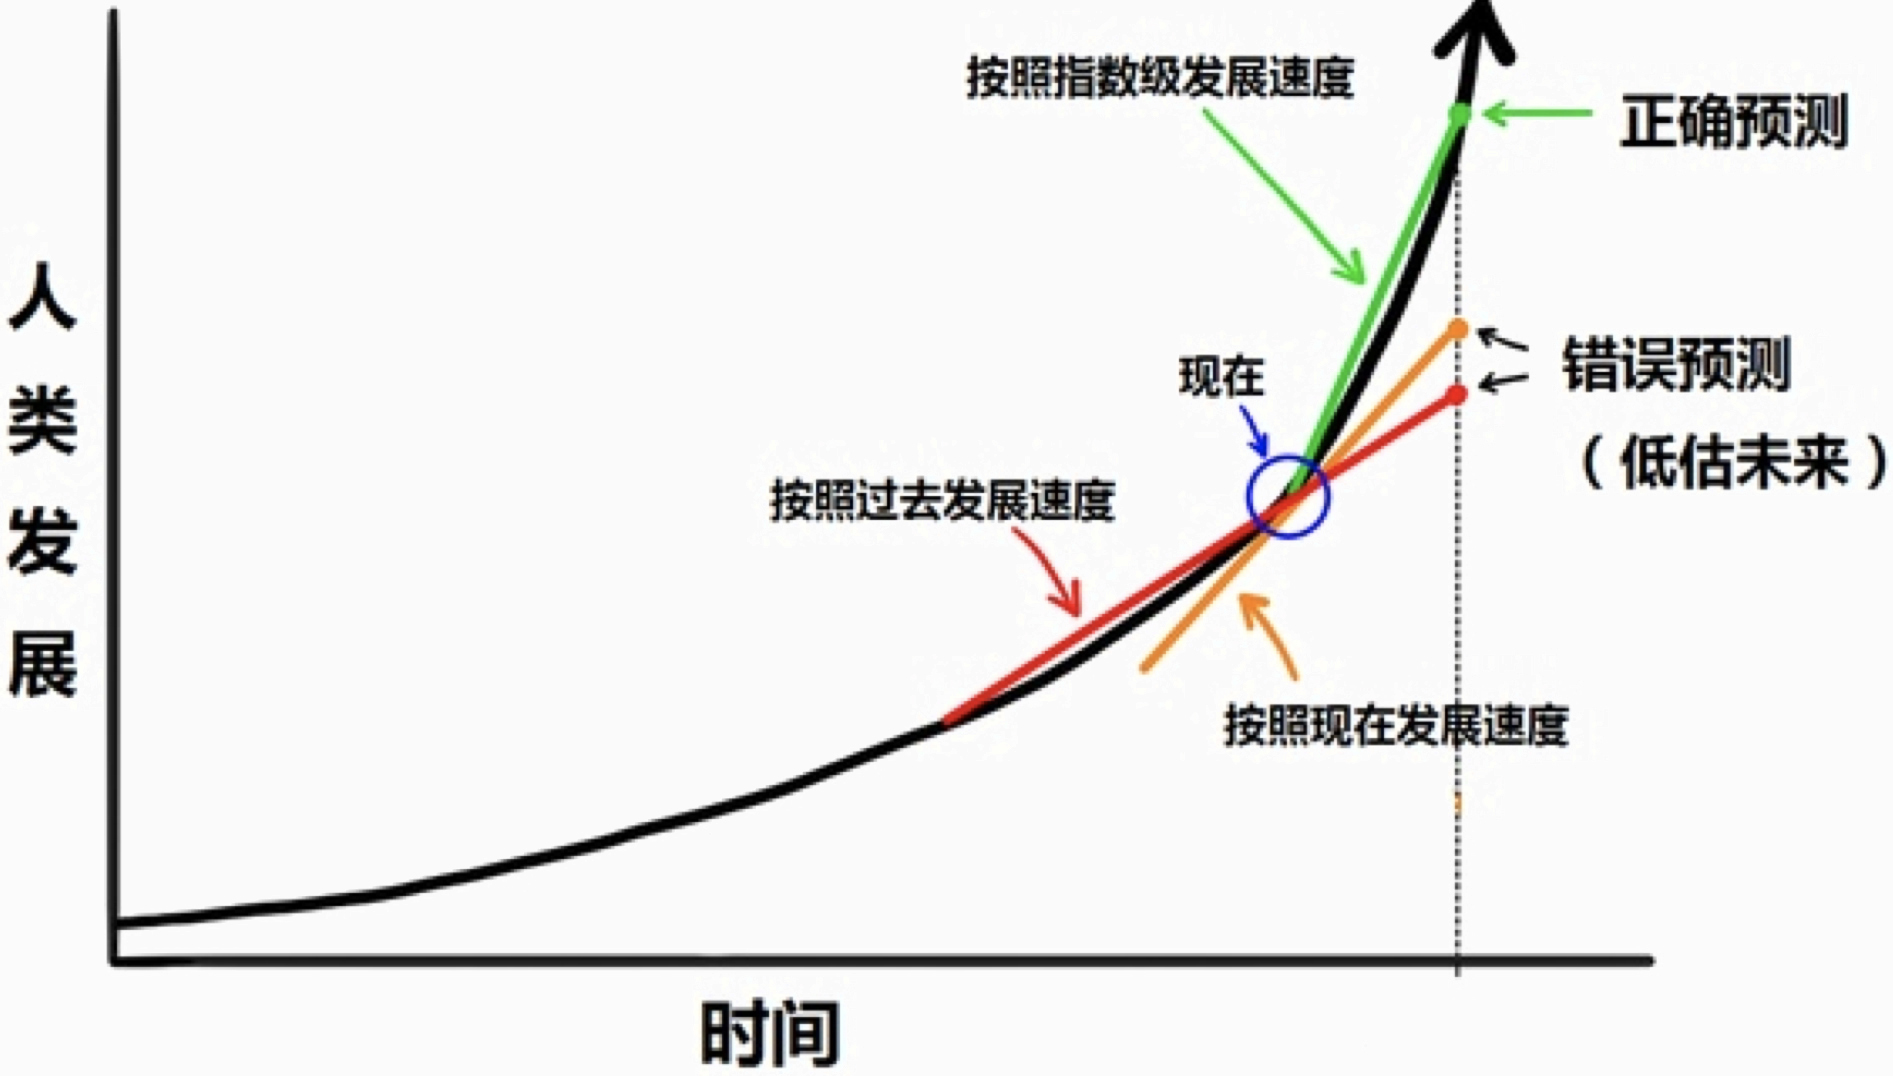 按照指数级发展速度
正确预测
现在
错误预测
（低估未来）
按照过去发展速度
按照现在发展速度
人类发展
时间